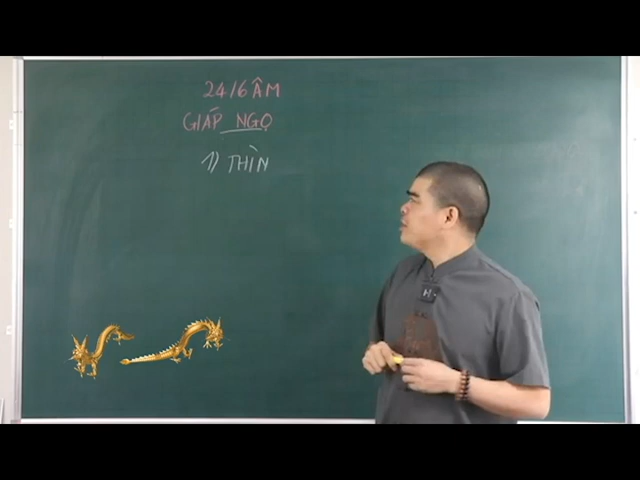 24/6 ÂM
GIÁP NGỌ
1) THÌN